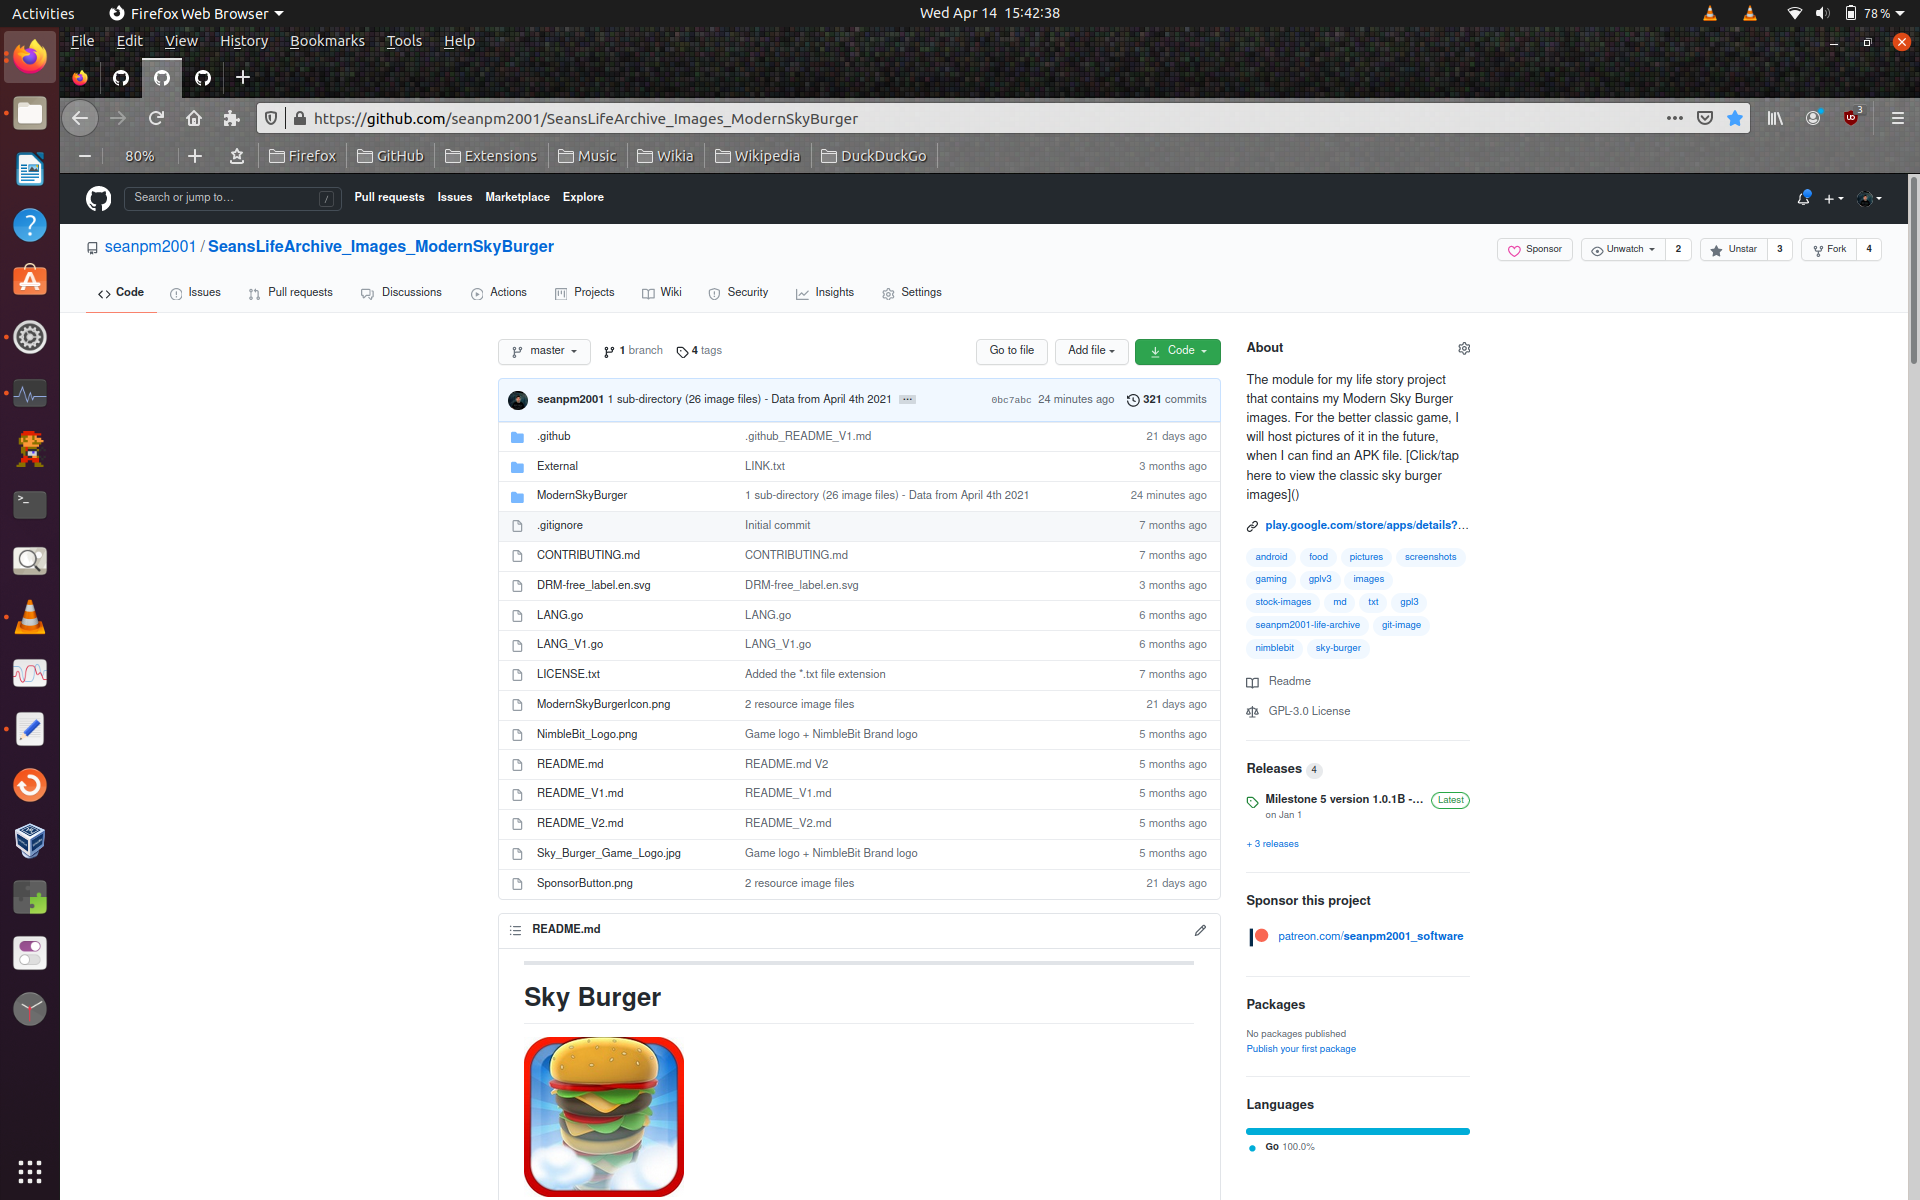 Activities Firefox Web Browser Wed Apr 14 15:42:38 78 %
File Edit View History Bookmarks Tools Help
https://github.com/seanpm2001/SeansLifeArchive_Images_ModernSkyBurger 3
80% Firefox GitHub Extensions Music Wikia Wikipedia DuckDuckGo
Search or jump to… / Pull requests Issues Marketplace Explore
seanpm2001 / SeansLifeArchive_Images_ModernSkyBurger Sponsor Unwatch 2 Unstar 3 Fork 4
Code Issues Pull requests Discussions Actions Projects Wiki Security Insights Settings
master 1 branch 4 tags Go to file Add file Code
seanpm2001 1 sub-directory (26 image files) - Data from April 4th 2021 ... 0bc7abc 24 minutes ago 321 commits
.github .github_README_V1.md 21 days ago
External LINK.txt 3 months ago
ModernSkyBurger 1 sub-directory (26 image files) - Data from April 4th 2021 24 minutes ago
.gitignore Initial commit 7 months ago
CONTRIBUTING.md CONTRIBUTING.md 7 months ago
DRM-free_label.en.svg DRM-free_label.en.svg 3 months ago
LANG.go LANG.go 6 months ago
LANG_V1.go LANG_V1.go 6 months ago
LICENSE.txt Added the *.txt file extension 7 months ago
ModernSkyBurgerIcon.png 2 resource image files 21 days ago
NimbleBit_Logo.png Game logo + NimbleBit Brand logo 5 months ago
README.md README.md V2 5 months ago
README_V1.md README_V1.md 5 months ago
README_V2.md README_V2.md 5 months ago
Sky_Burger_Game_Logo.jpg Game logo + NimbleBit Brand logo 5 months ago
SponsorButton.png 2 resource image files 21 days ago
README.md
Sky Burger
About
The module for my life story project
that contains my Modern Sky Burger
images. For the better classic game, I
will host pictures of it in the future,
when I can find an APK file. [Click/tap
here to view the classic sky burger
images]()
play.google.com/store/apps/details?…
android food pictures screenshots
gaming gplv3 images
stock-images md txt gpl3
seanpm2001-life-archive git-image
nimblebit sky-burger
Readme
GPL-3.0 License
Releases 4
Milestone 5 version 1.0.1B -… Latest
on Jan 1
+ 3 releases
Sponsor this project
patreon.com/seanpm2001_software
Packages
No packages published
Publish your first package
Languages
Go 100.0%